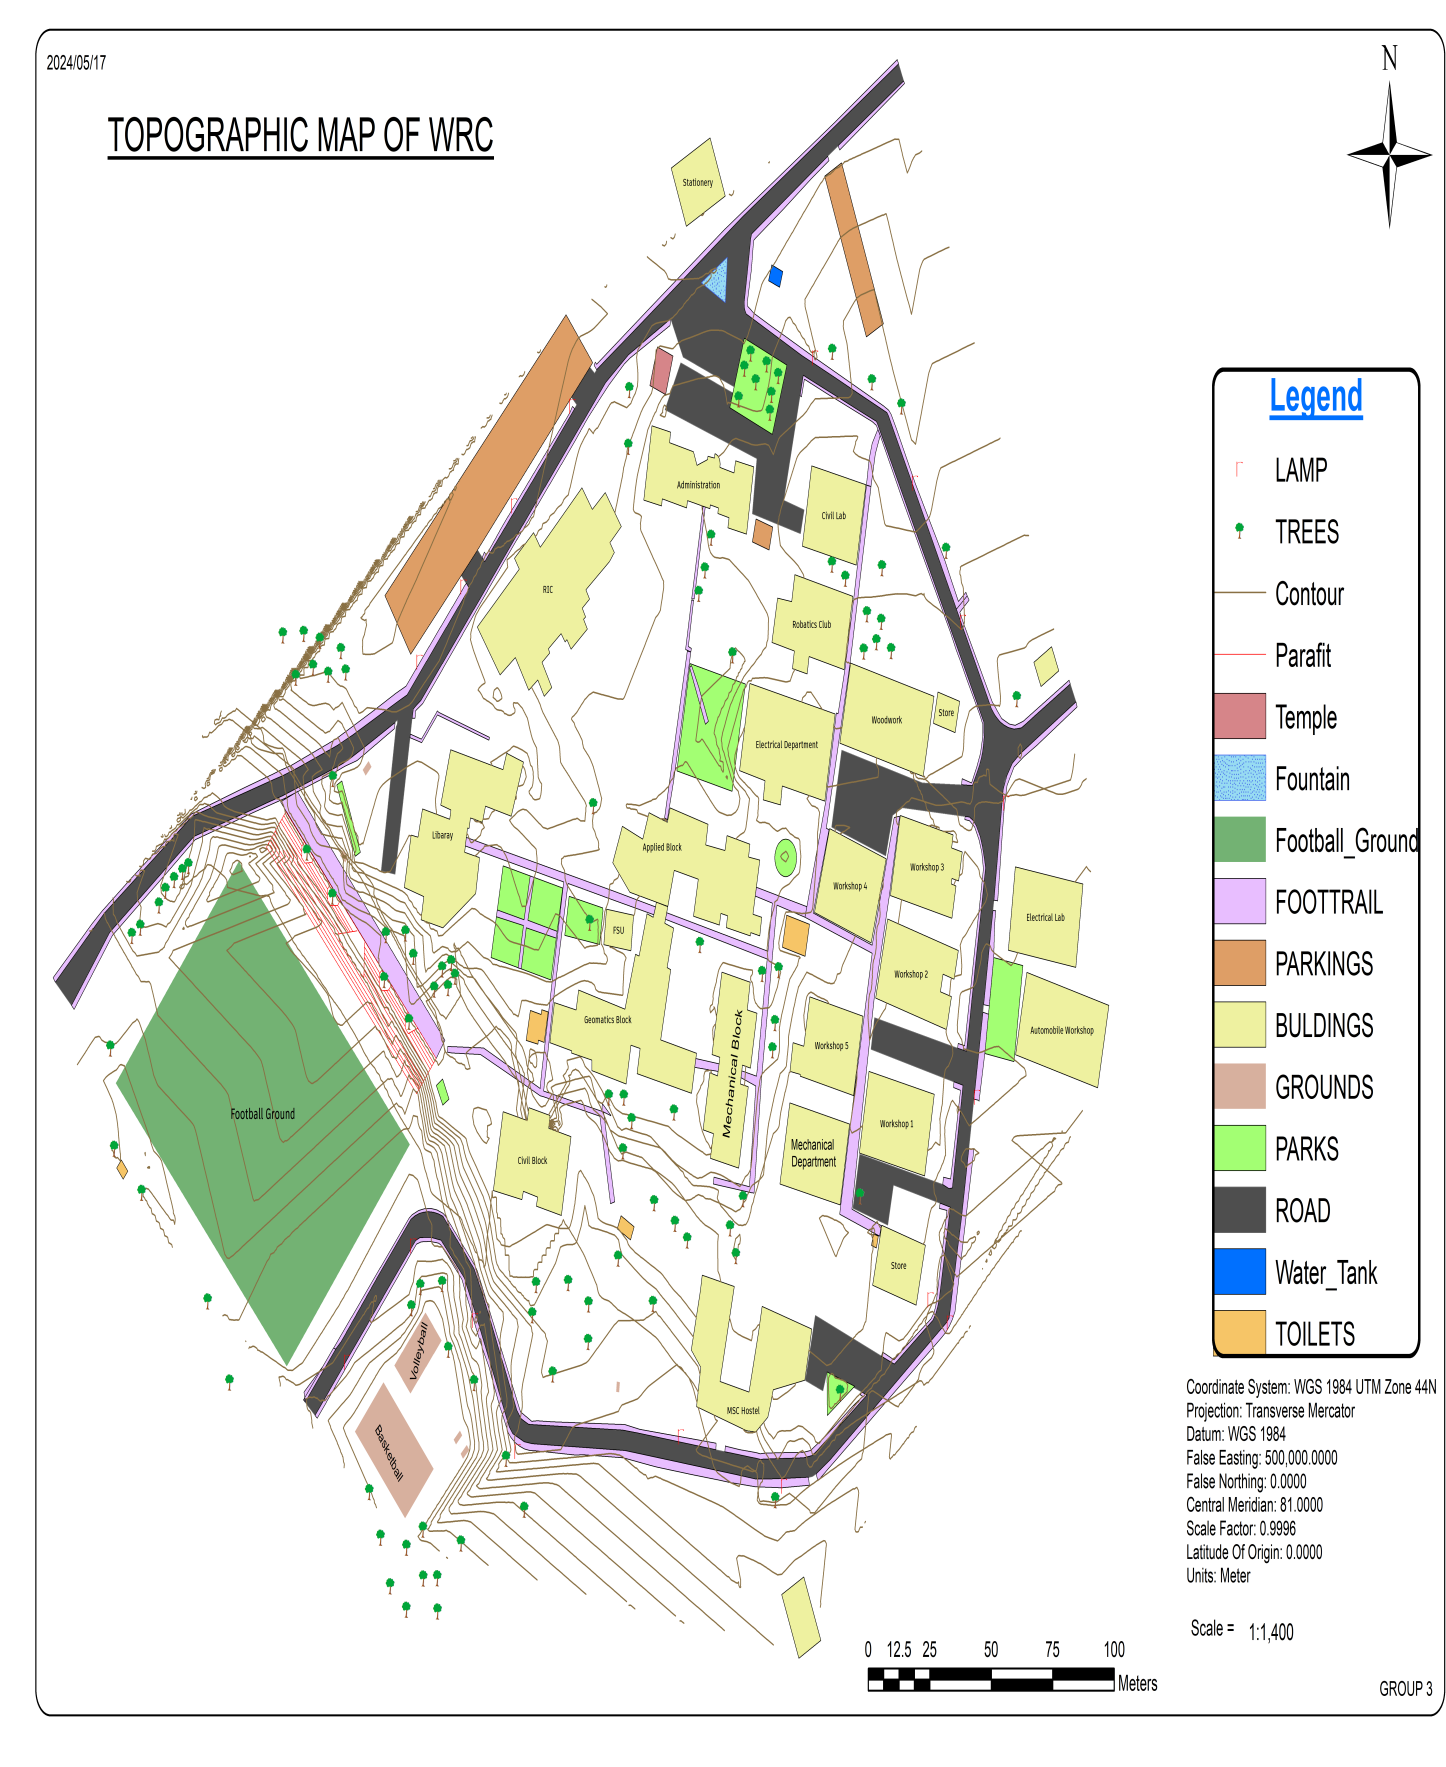 2024/05/17
N
TOPOGRAPHIC MAP OF WRC
Stationery
Administration
Civil Lab
RIC
Robatics Club
Woodwork
Store
Electrical Department
Libaray
Applied Block
Workshop 3
Workshop 4
Electrical Lab
FSU
Workshop 2
Geomatics Block
Mechanical Block
Workshop 5
Automobile Workshop
Football Ground
Workshop 1
Mechanical
Department
Civil Block
Store
Volleyball
MSC Hostel
Basketball
Legend
LAMP
TREES
Contour
Parafit
Temple
Fountain
Football_Ground
FOOTTRAIL
PARKINGS
BULDINGS
GROUNDS
PARKS
ROAD
Water_Tank
TOILETS
Coordinate System: WGS 1984 UTM Zone 44N
Projection: Transverse Mercator
Datum: WGS 1984
False Easting: 500,000.0000
False Northing: 0.0000
Central Meridian: 81.0000
Scale Factor: 0.9996
Latitude Of Origin: 0.0000
Units: Meter
Scale = 1:1,400
0 12.5 25 50 75 100
Meters
GROUP 3